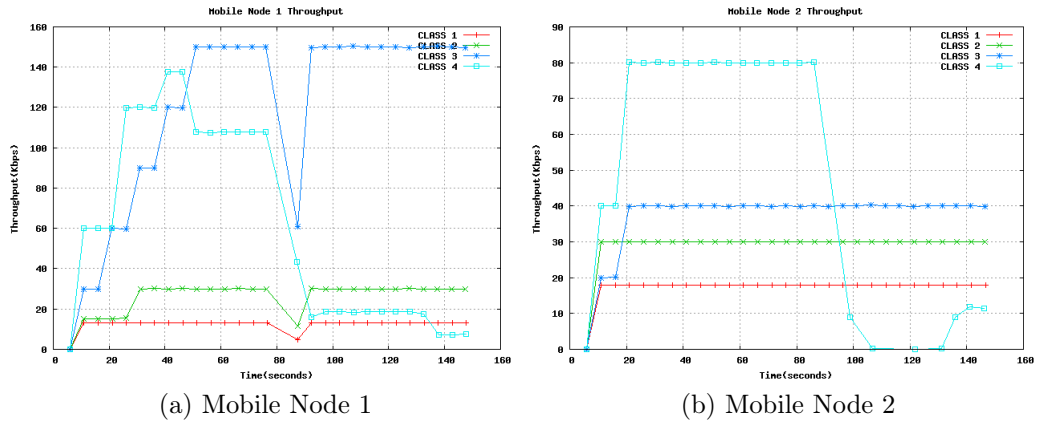 Mobile Node 1 Throughput
160
140
120
100
80
60
40
20
0
0 20 40 60 80 100 120 140 160
Throughput(Kbps)
Time(seconds)
CLASS 1
CLASS 2
CLASS 3
CLASS 4
(a) Mobile Node 1
Mobile Node 2 Throughput
90
80
70
60
50
40
30
20
10
0
0 20 40 60 80 100 120 140 160
Throughput(Kbps)
Time(seconds)
CLASS 1
CLASS 2
CLASS 3
CLASS 4
(b) Mobile Node 2